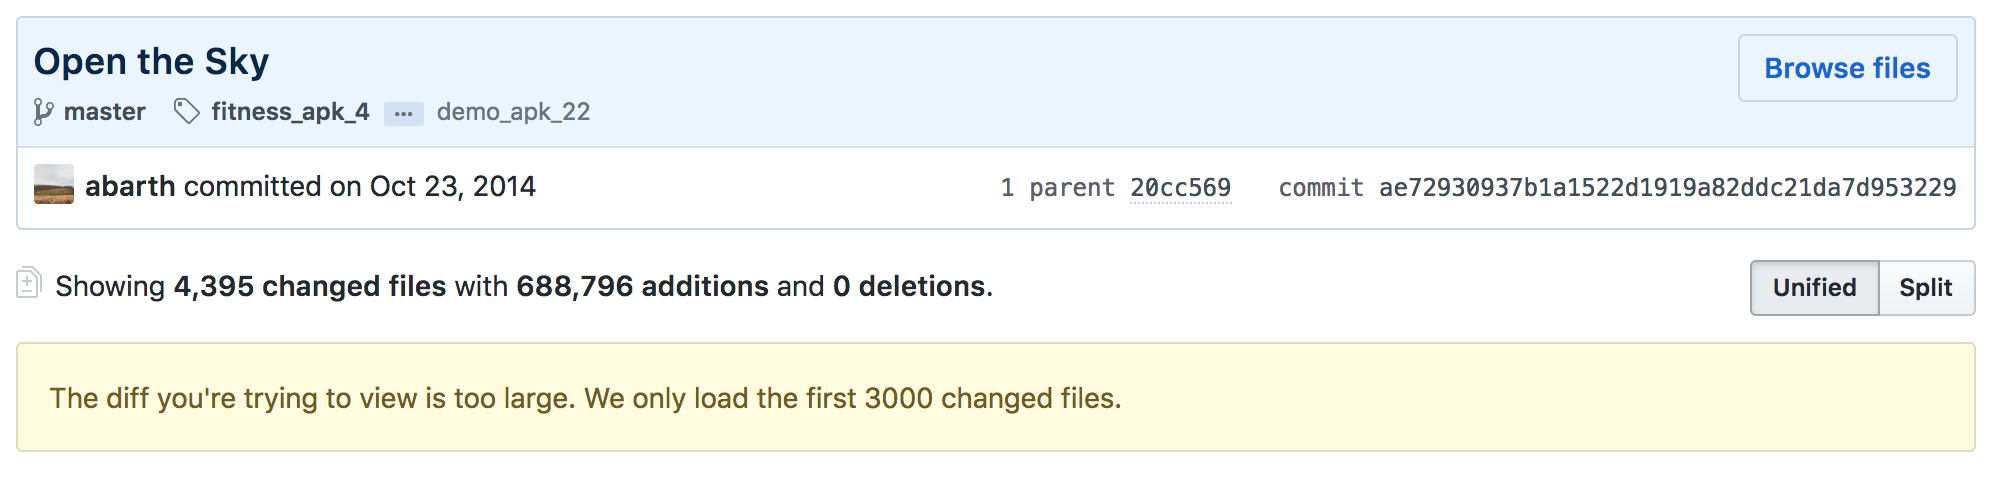 Open the Sky
Browse files
master fitness_apk_4 ... demo_apk_22
abarth committed on Oct 23, 2014 1 parent 20cc569 commit ae72930937b1a1522d1919a82ddc21da7d953229
Showing 4,395 changed files with 688,796 additions and 0 deletions.
Unified Split
The diff you're trying to view is too large. We only load the first 3000 changed files.